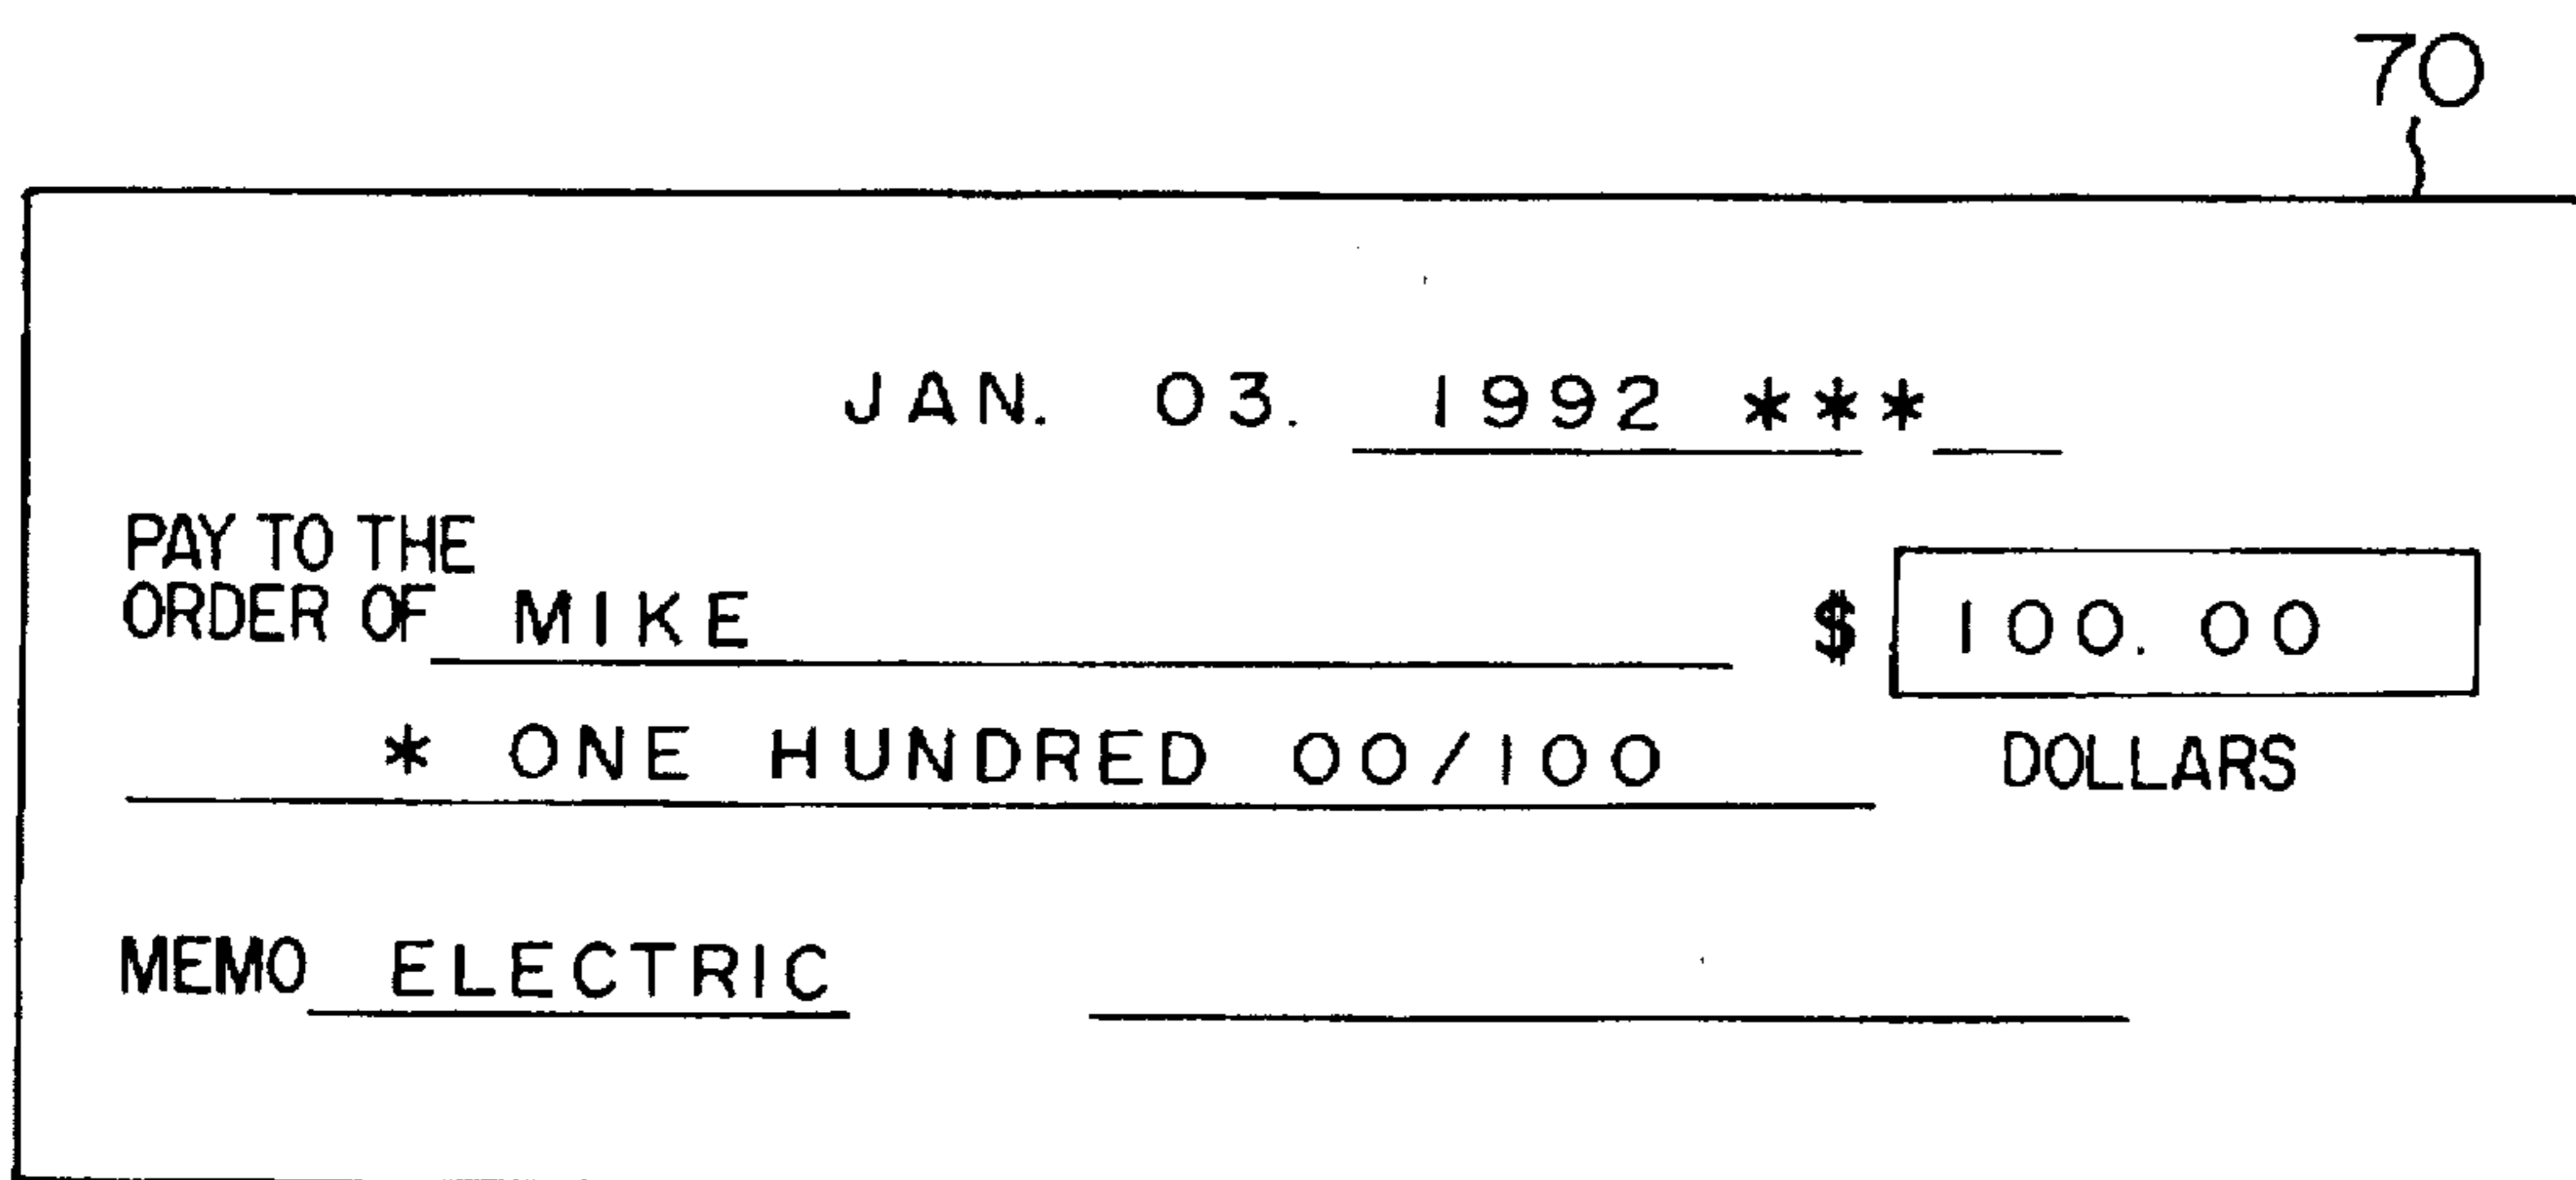 70
JAN. 03. 1992 ***
PAY TO THE
ORDER OF MIKE $ 100.00
* ONE HUNDRED 00/100 DOLLARS
MEMO ELECTRIC